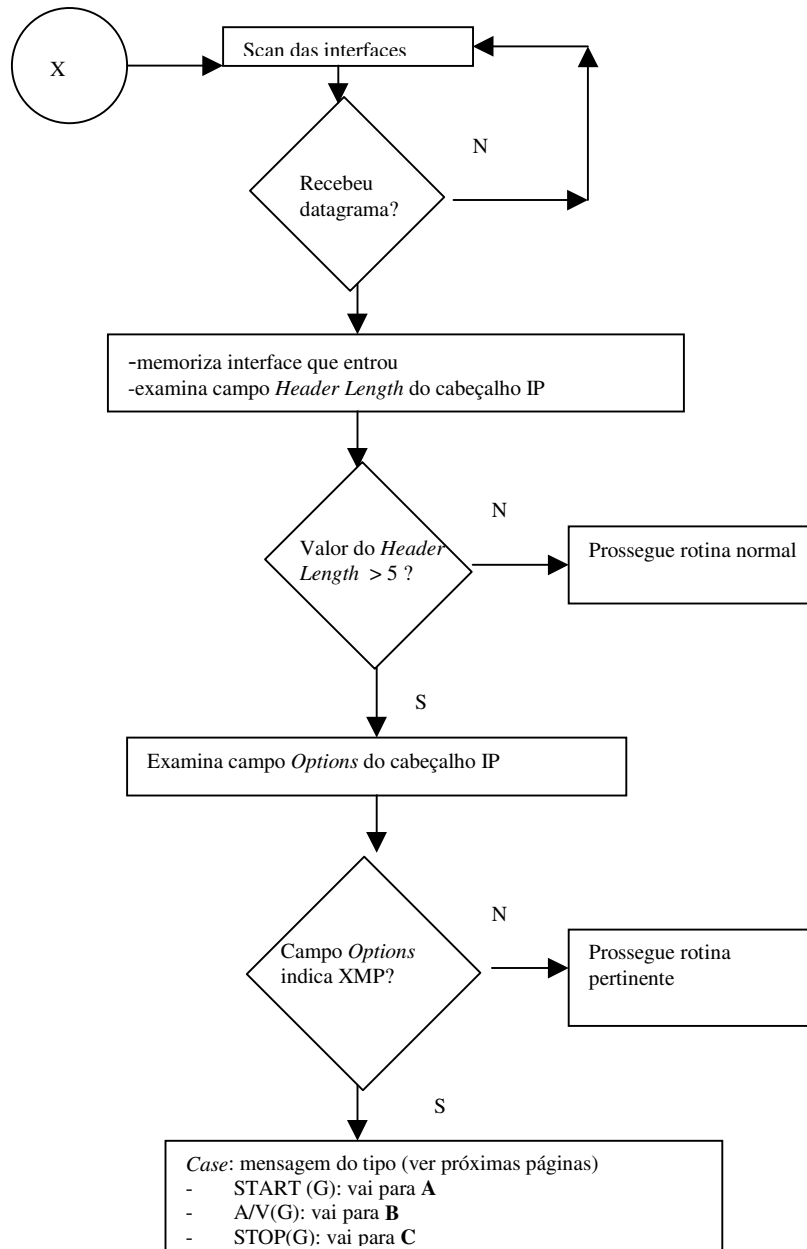 X
Scan das interfaces
N
Recebeu
datagrama?
-memoriza interface que entrou
-examina campo Header Length do cabeçalho IP
N
Valor do Header
Length > 5 ?
Prossegue rotina normal
S
Examina campo Options do cabeçalho IP
N
Campo Options
indica XMP?
Prossegue rotina
pertinente
S
Case: mensagem do tipo (ver próximas páginas)
- START (G): vai para A
- A/V(G): vai para B
- STOP(G): vai para C